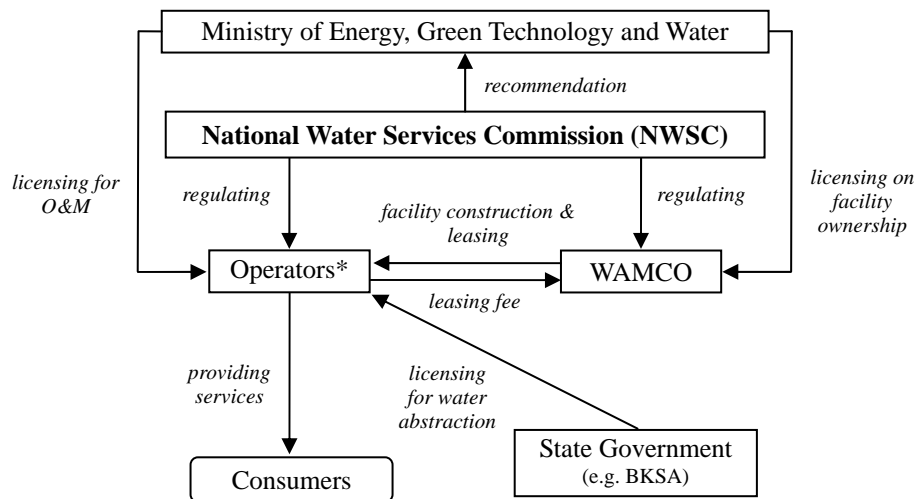 Ministry of Energy, Green Technology and Water
recommendation
National Water Services Commission (NWSC)
licensing for
O&M
regulating
regulating
licensing on
facility
ownership
facility construction &
leasing
Operators*
WAMCO
leasing fee
providing
services
licensing
for water
abstraction
State Government
(e.g. BKSA)
Consumers